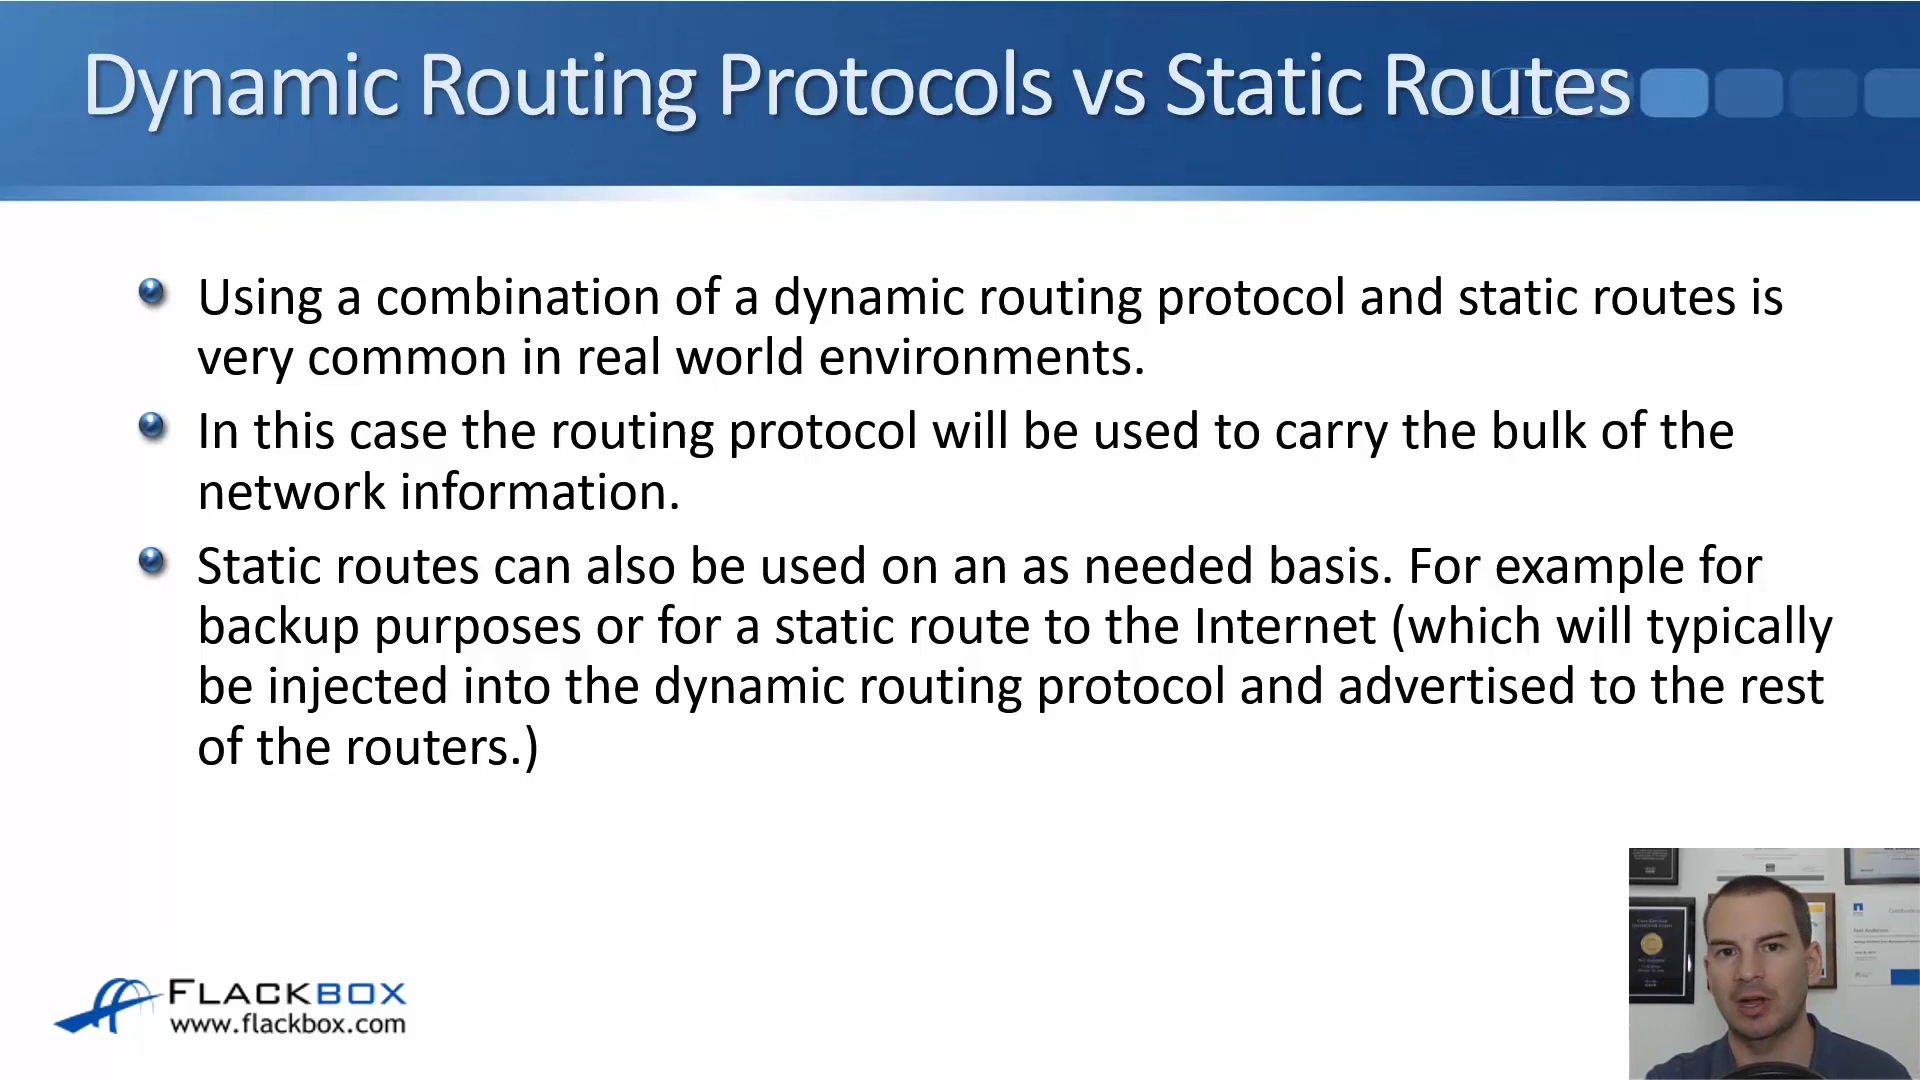 Dynamic Routing Protocols vs Static Routes
Using a combination of a dynamic routing protocol and static routes is
very common in real world environments.
In this case the routing protocol will be used to carry the bulk of the
network information.
Static routes can also be used on an as needed basis. For example for
backup purposes or for a static route to the Internet (which will typically
be injected into the dynamic routing protocol and advertised to the rest
of the routers.)
FLACKBOX
www.flackbox.com